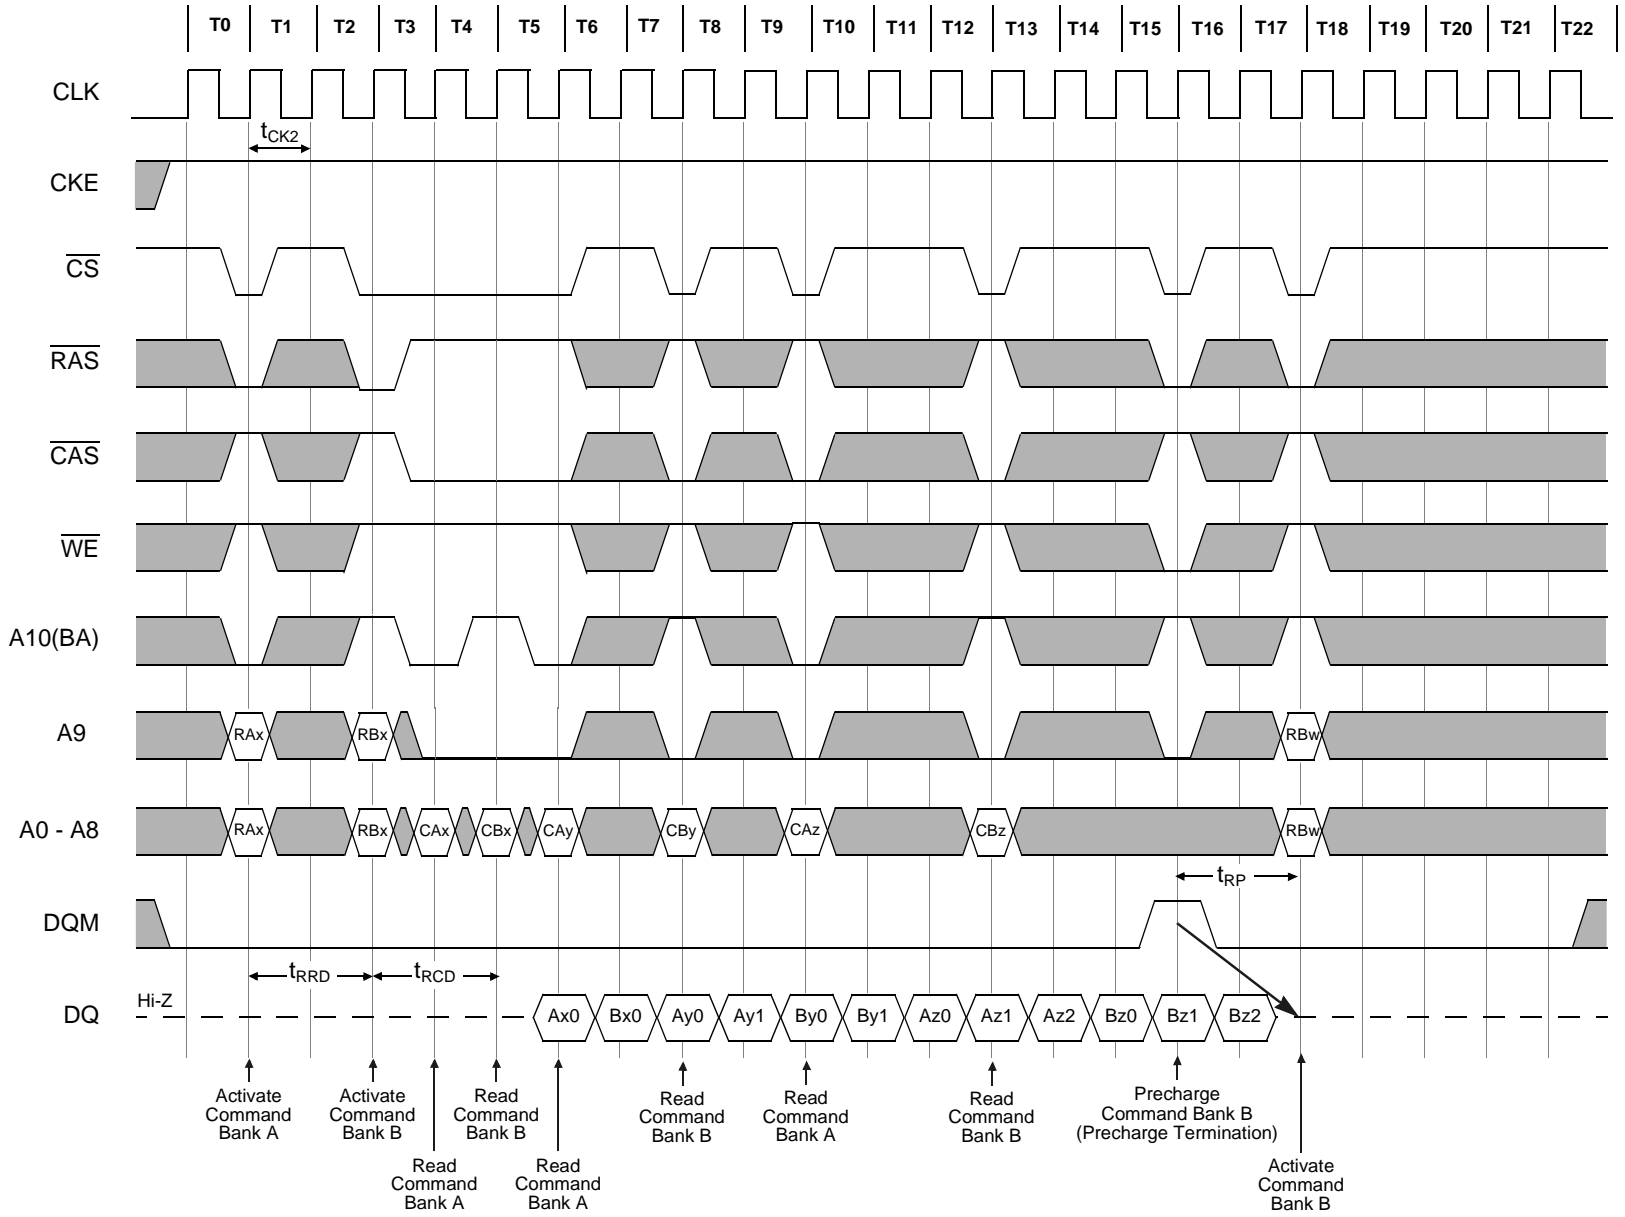 T0 T1 T2 T3 T4 T5 T6 T7 T8 T9 T10 T11 T12 T13 T14 T15 T16 T17 T18 T19 T20 T21 T22
CLK
tCK2
CKE
CS
RAS
CAS
WE
A10(BA)
A9 RAx RBx RBw
A0 - A8 RAx RBx CAx CBx CAy CBy CAz CBz RBw
tRP
DQM
tRRD tRCD
Hi-Z
DQ Ax0 Bx0 Ay0 Ay1 By0 By1 Az0 Az1 Az2 Bz0 Bz1 Bz2
Activate
Command
Bank A
Activate
Command
Bank B
Read
Command
Bank A
Read
Command
Bank B
Read
Command
Bank A
Read
Command
Bank B
Read
Command
Bank A
Read
Command
Bank B
Precharge
Command Bank B
(Precharge Termination)
Activate
Command
Bank B